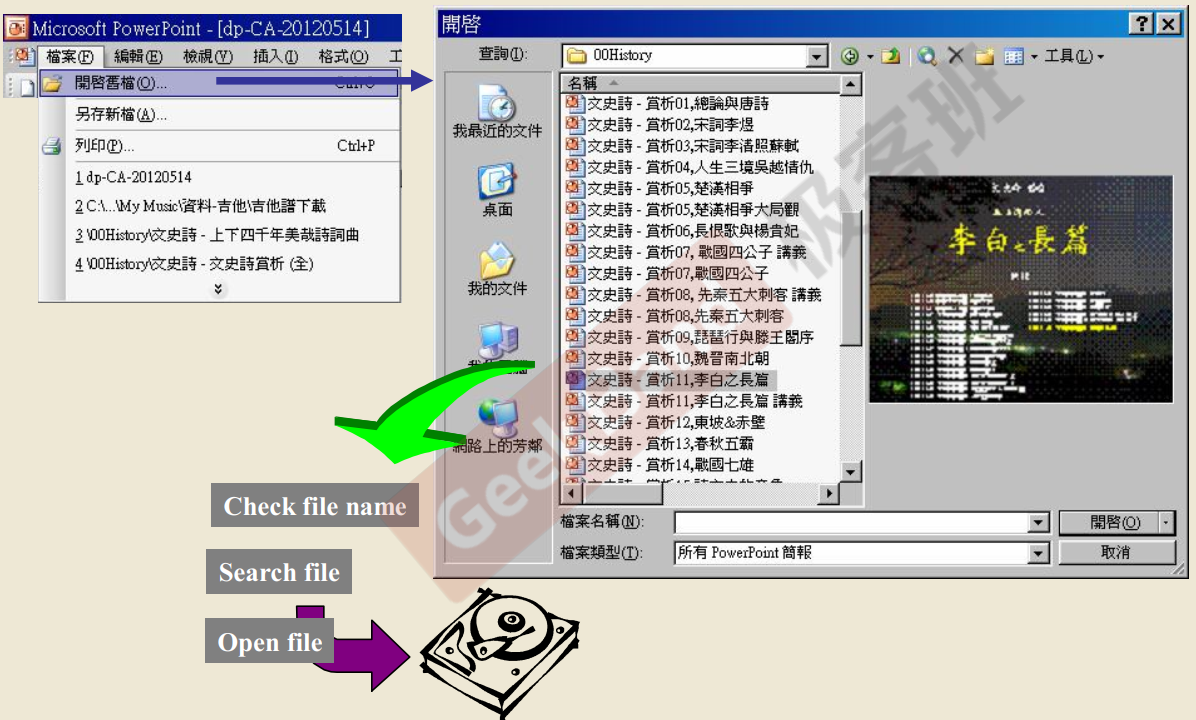 Microsoft PowerPoint - [dp-CA-20120514]
檔案(F) 編輯(E) 檢視(V) 插入(I) 格式(O) 工
開啓舊檔(O)...
另存新檔(A)...
列印(P)... Ctrl+P
1 dp-CA-20120514
2 C:\...\My Music\資料-吉他\吉他譜下載
3 \00History\文史詩 - 上下四千年美哉詩詞曲
4 \00History\文史詩 - 文史詩賞析 (全)
開啓
查詢(I): 00History 工具(L)
我最近的文件
桌面
我的文件
網路上的芳鄰
名稱
文史詩 - 賞析01,總論與唐詩
文史詩 - 賞析02,宋詞李煜
文史詩 - 賞析03,宋詞李清照蘇軾
文史詩 - 賞析04,人生三境吳越情仇
文史詩 - 賞析05,楚漢相爭
文史詩 - 賞析05,楚漢相爭大局觀
文史詩 - 賞析06,長恨歌與楊貴妃
文史詩 - 賞析07, 戰國四公子 講義
文史詩 - 賞析07,戰國四公子
文史詩 - 賞析08, 先秦五大刺客 講義
文史詩 - 賞析08,先秦五大刺客
文史詩 - 賞析09,琵琶行與滕王閣序
文史詩 - 賞析10,魏晉南北朝
文史詩 - 賞析11,李白之長篇
文史詩 - 賞析11,李白之長篇 講義
文史詩 - 賞析12,東坡&赤壁
文史詩 - 賞析13,春秋五霸
文史詩 - 賞析14,戰國七雄
李白之長篇
檔案名稱(N): 開啓(O)
檔案類型(T): 所有 PowerPoint 簡報 取消
Check file name
Search file
Open file
GeekBand 极客班